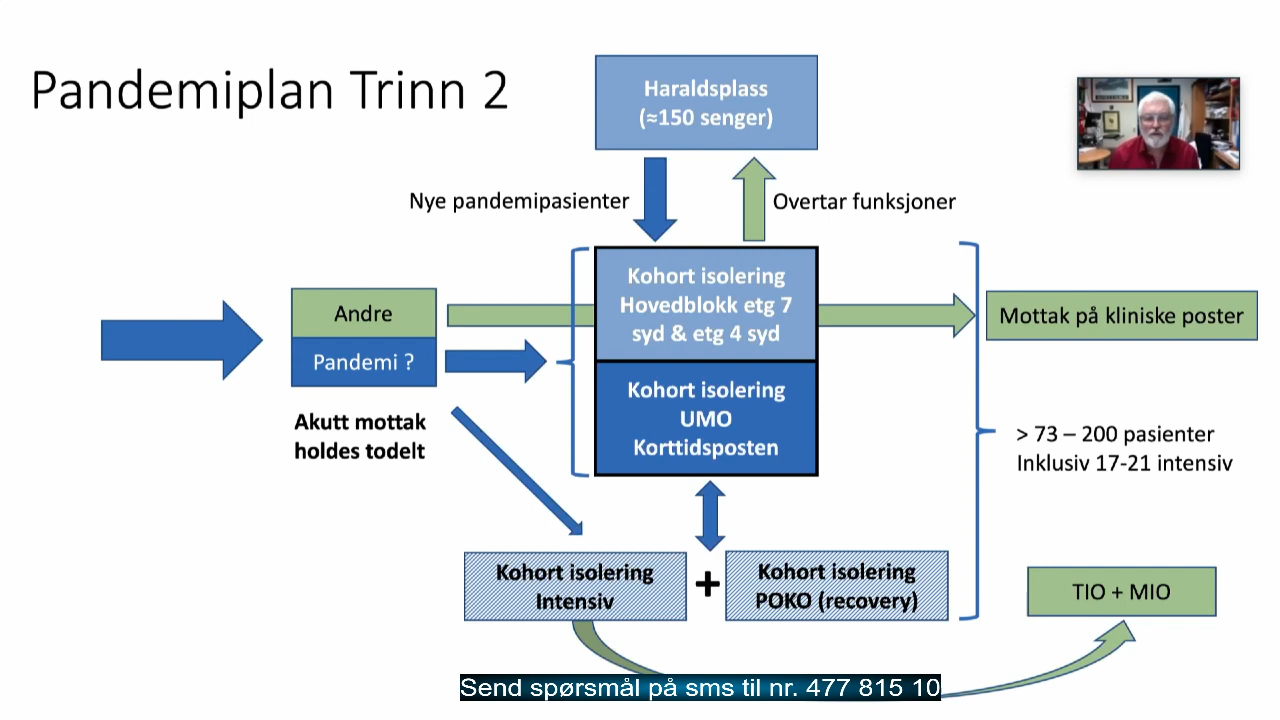 Pandemiplan Trinn 2
Haraldsplass
(≈150 senger)
Nye pandemipasienter
Overtar funksjoner
Kohort isolering
Hovedblokk etg 7
syd & etg 4 syd
Andre
Pandemi ?
Mottak på kliniske poster
Kohort isolering
UMO
Korttidsposten
Akutt mottak
holdes todelt
> 73 – 200 pasienter
Inklusiv 17-21 intensiv
Kohort isolering
Intensiv
+
Kohort isolering
POKO (recovery)
TIO + MIO
Send spørsmål på sms til nr. 477 815 10